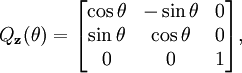 Q_𝐳(θ) = [cos θ  −sin θ  0
sin θ  cos θ  0
0  0  1],